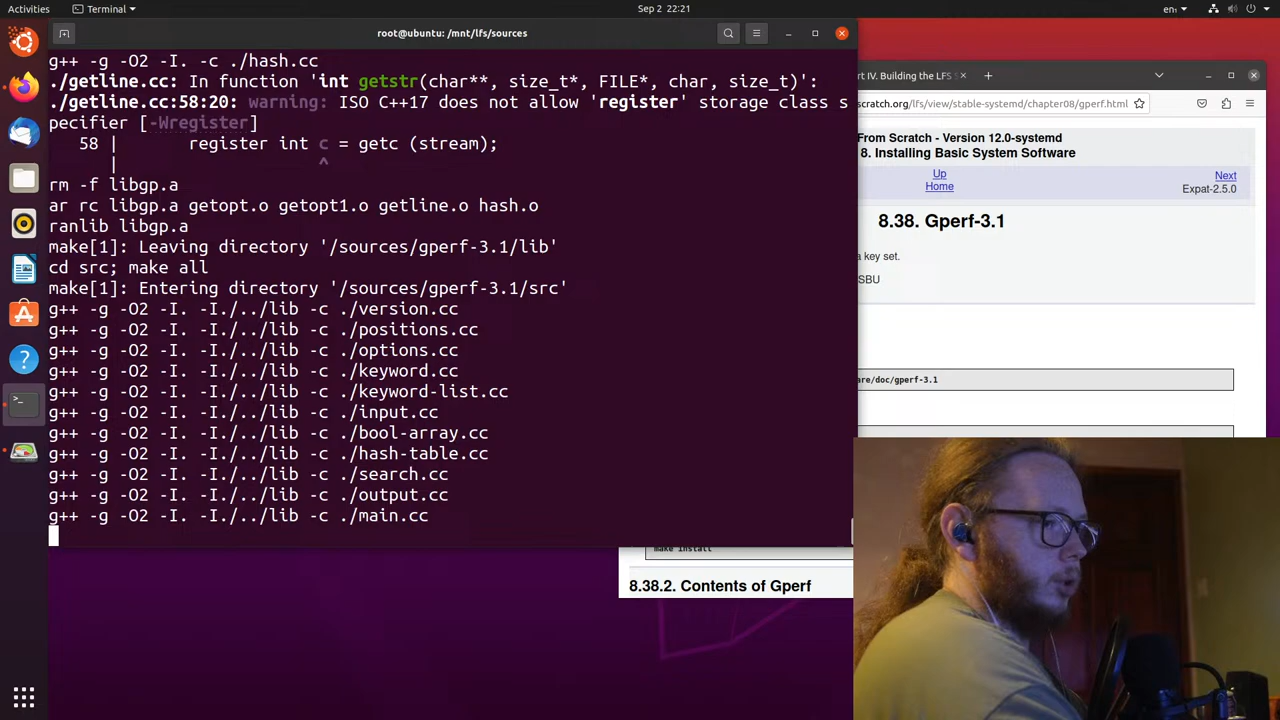 Activities
Terminal
Sep 2 22:21
en
root@ubuntu: /mnt/lfs/sources
g++ -g -O2 -I. -c ./hash.cc
./getline.cc: In function 'int getstr(char**, size_t*, FILE*, char, size_t)':
./getline.cc:58:20: warning: ISO C++17 does not allow 'register' storage class s
pecifier [-Wregister]
58 |       register int c = getc (stream);
|                    ^
rm -f libgp.a
ar rc libgp.a getopt.o getopt1.o getline.o hash.o
ranlib libgp.a
make[1]: Leaving directory '/sources/gperf-3.1/lib'
cd src; make all
make[1]: Entering directory '/sources/gperf-3.1/src'
g++ -g -O2 -I. -I./../lib -c ./version.cc
g++ -g -O2 -I. -I./../lib -c ./positions.cc
g++ -g -O2 -I. -I./../lib -c ./options.cc
g++ -g -O2 -I. -I./../lib -c ./keyword.cc
g++ -g -O2 -I. -I./../lib -c ./keyword-list.cc
g++ -g -O2 -I. -I./../lib -c ./input.cc
g++ -g -O2 -I. -I./../lib -c ./bool-array.cc
g++ -g -O2 -I. -I./../lib -c ./hash-table.cc
g++ -g -O2 -I. -I./../lib -c ./search.cc
g++ -g -O2 -I. -I./../lib -c ./output.cc
g++ -g -O2 -I. -I./../lib -c ./main.cc
rt IV. Building the LFS S
scratch.org/lfs/view/stable-systemd/chapter08/gperf.html
From Scratch - Version 12.0-systemd
8. Installing Basic System Software
Up
Home
Next
Expat-2.5.0
8.38. Gperf-3.1
a key set.
SBU
are/doc/gperf-3.1
make install
8.38.2. Contents of Gperf